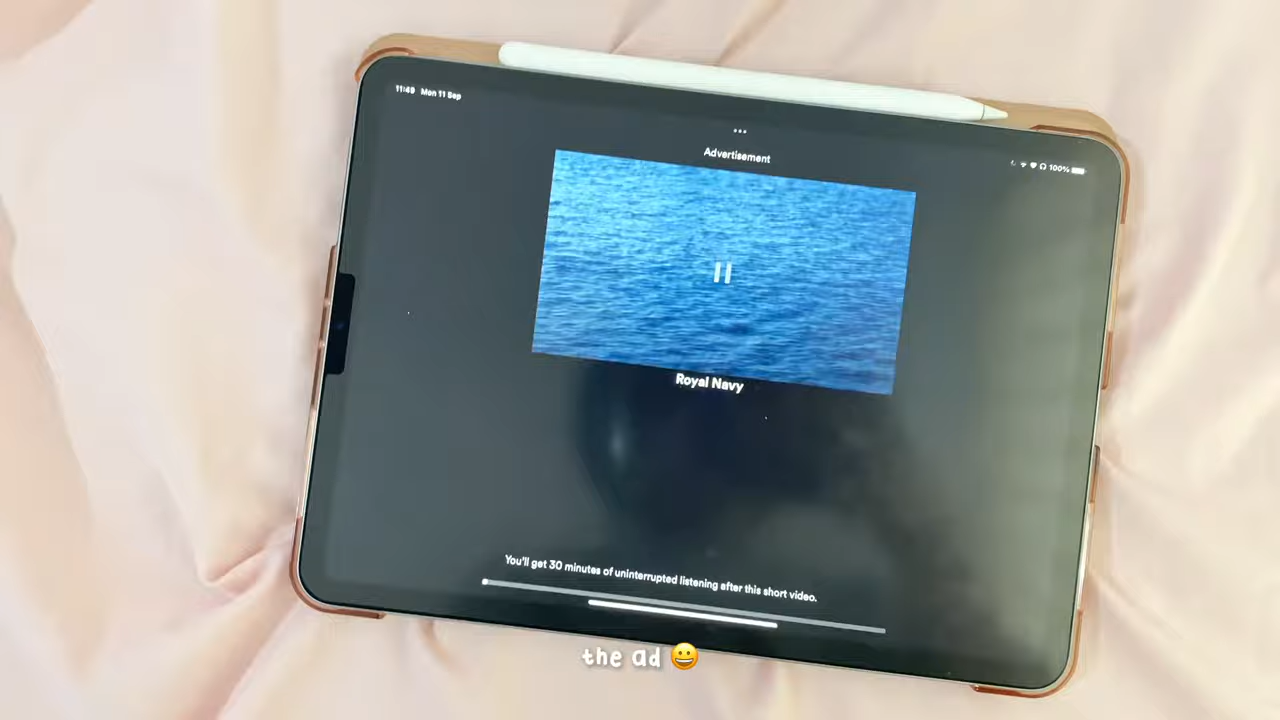 11:49 Mon 11 Sep
100%
Advertisement
Royal Navy
You'll get 30 minutes of uninterrupted listening after this short video.
the ad 😀